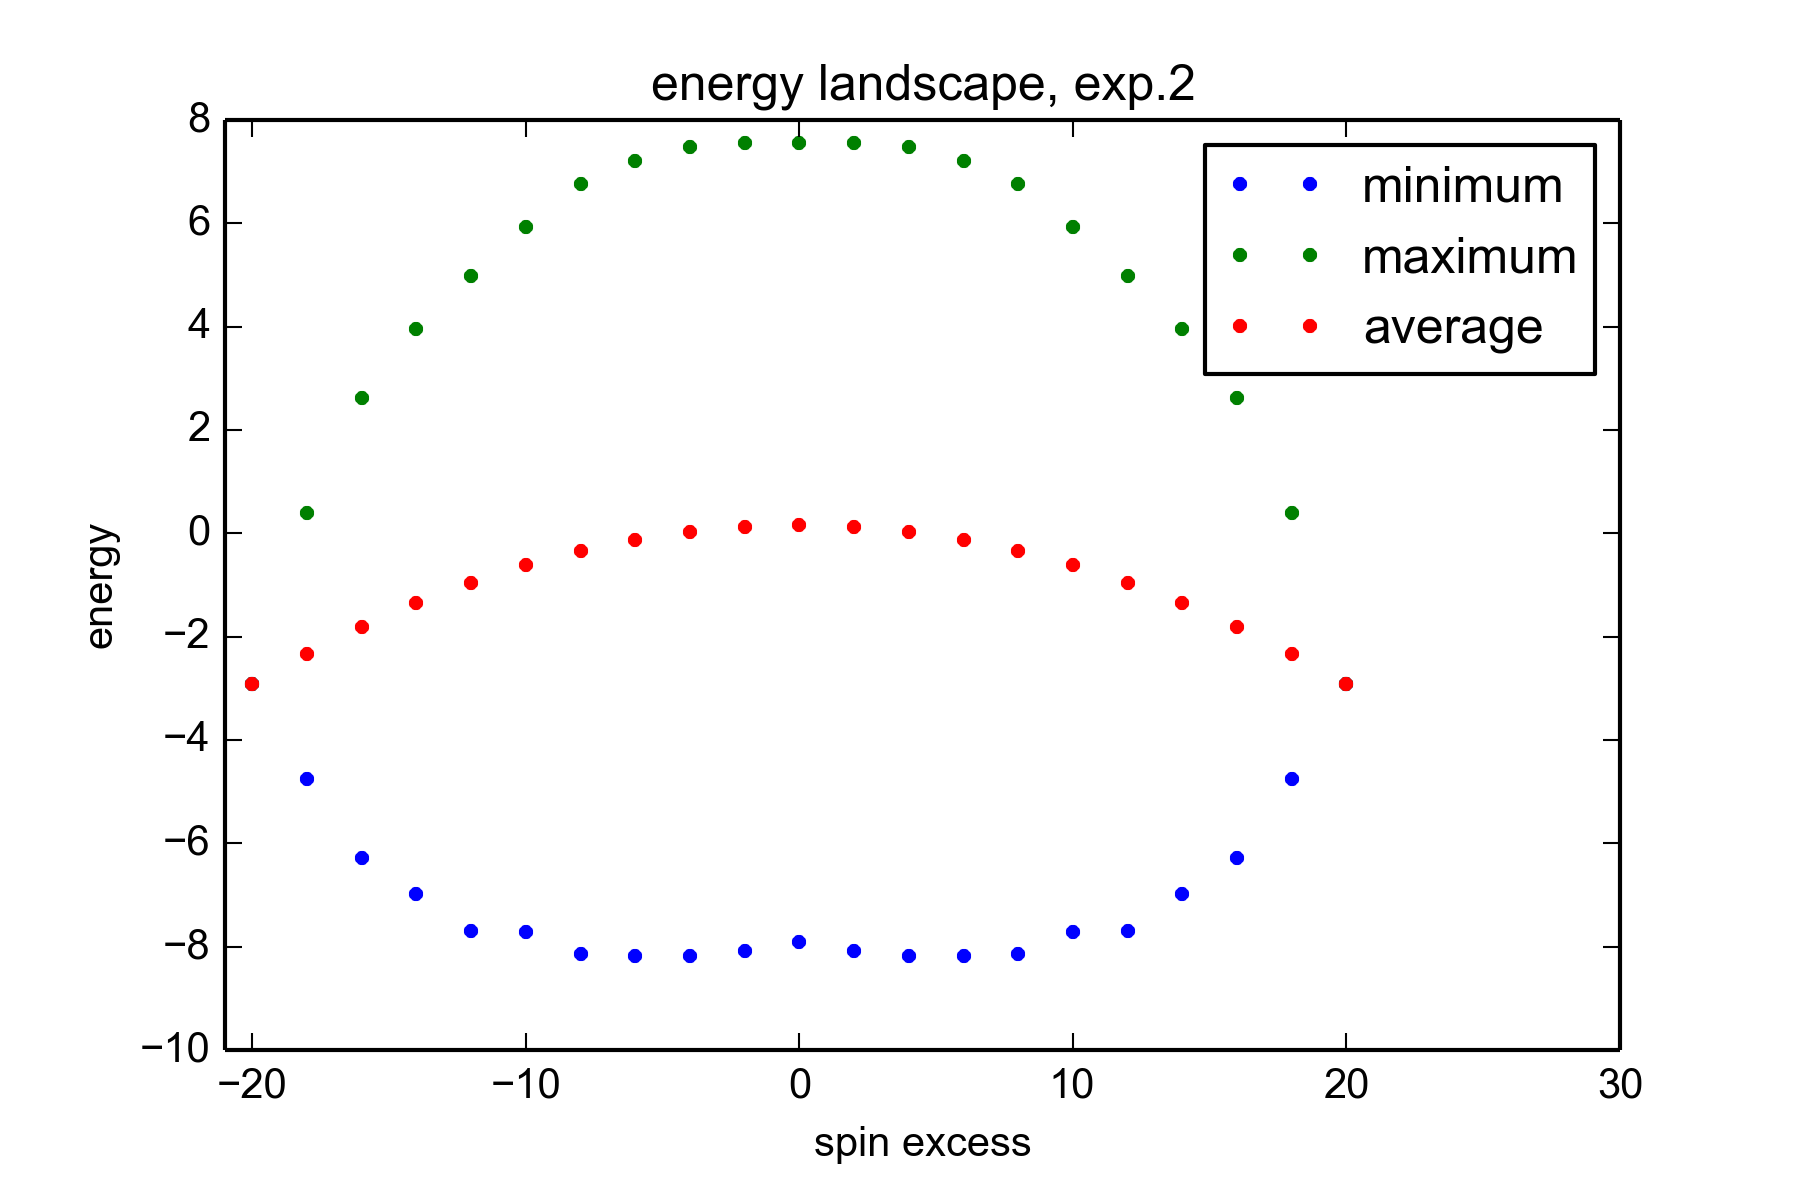 energy landscape, exp.2
8
6
4
2
0
−2
−4
−6
−8
−10
energy
minimum
maximum
average
−20 −10 0 10 20 30
spin excess